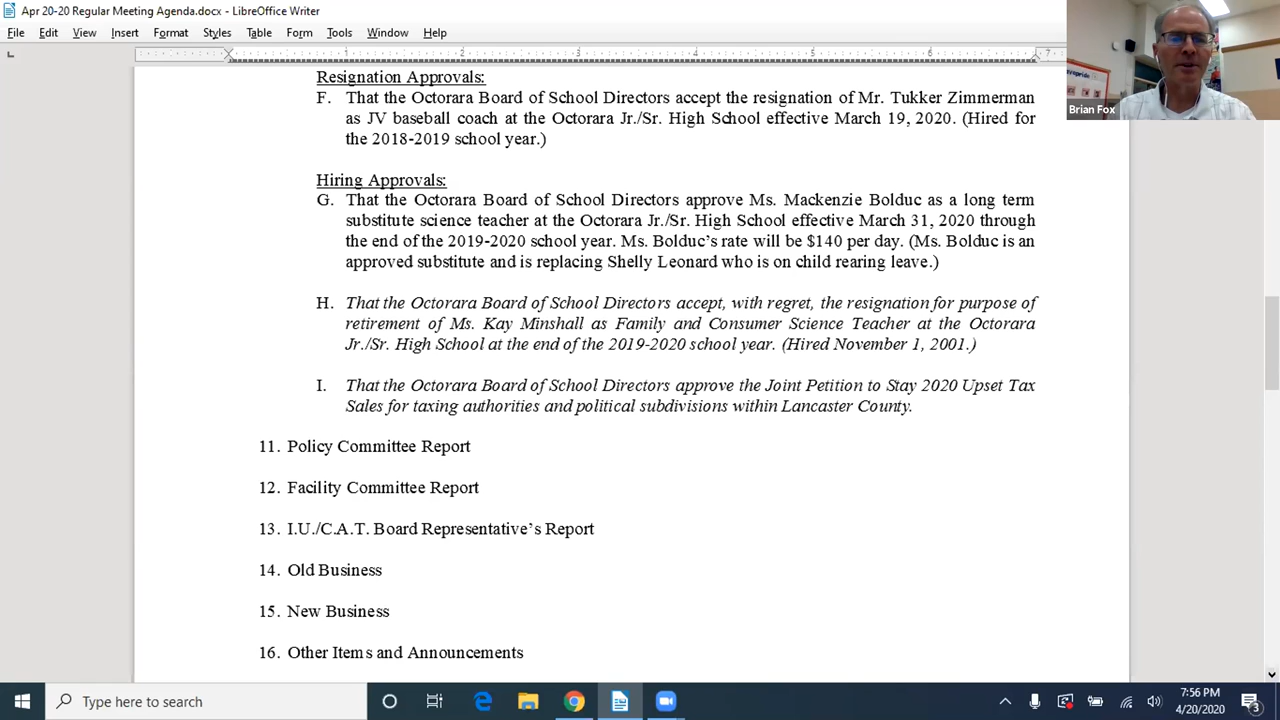 Apr 20-20 Regular Meeting Agenda.docx - LibreOffice Writer
File Edit View Insert Format Styles Table Form Tools Window Help
1 2 3 4 5 6 7
Resignation Approvals:
F. That the Octorara Board of School Directors accept the resignation of Mr. Tukker Zimmerman
as JV baseball coach at the Octorara Jr./Sr. High School effective March 19, 2020. (Hired for
the 2018-2019 school year.)
Brian Fox
Hiring Approvals:
G. That the Octorara Board of School Directors approve Ms. Mackenzie Bolduc as a long term
substitute science teacher at the Octorara Jr./Sr. High School effective March 31, 2020 through
the end of the 2019-2020 school year. Ms. Bolduc’s rate will be $140 per day. (Ms. Bolduc is an
approved substitute and is replacing Shelly Leonard who is on child rearing leave.)
H. That the Octorara Board of School Directors accept, with regret, the resignation for purpose of
retirement of Ms. Kay Minshall as Family and Consumer Science Teacher at the Octorara
Jr./Sr. High School at the end of the 2019-2020 school year. (Hired November 1, 2001.)
I. That the Octorara Board of School Directors approve the Joint Petition to Stay 2020 Upset Tax
Sales for taxing authorities and political subdivisions within Lancaster County.
11. Policy Committee Report
12. Facility Committee Report
13. I.U./C.A.T. Board Representative’s Report
14. Old Business
15. New Business
16. Other Items and Announcements
Type here to search
7:56 PM
4/20/2020
3